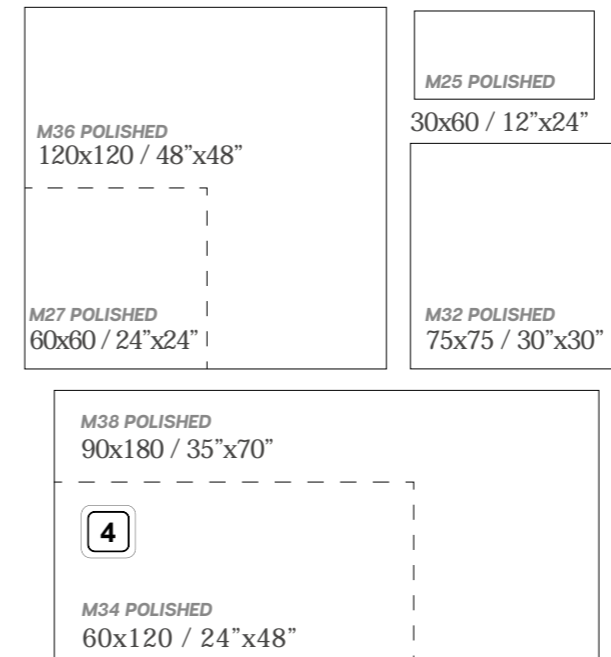 M36 POLISHED
120x120 / 48”x48”
M27 POLISHED
60x60 / 24”x24”
M25 POLISHED
30x60 / 12”x24”
M32 POLISHED
75x75 / 30”x30”
M38 POLISHED
90x180 / 35”x70”
4
M34 POLISHED
60x120 / 24”x48”